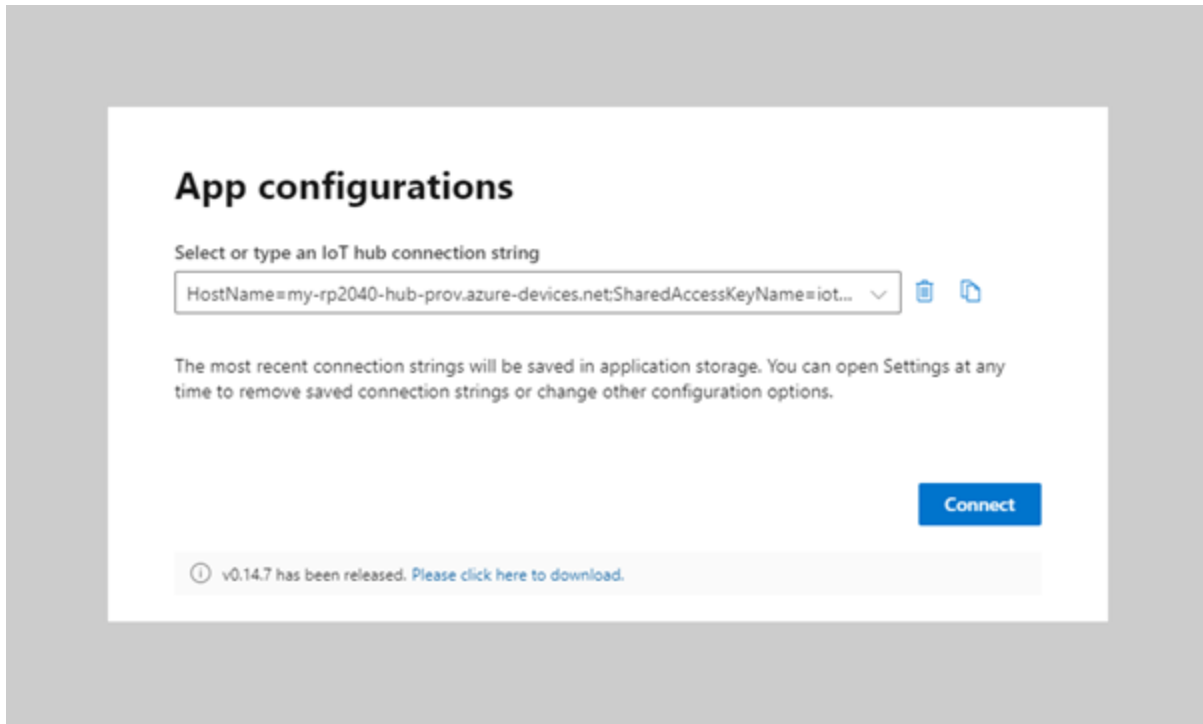 App configurations
Select or type an IoT hub connection string
HostName=my-rp2040-hub-prov.azure-devices.net;SharedAccessKeyName=iot...
The most recent connection strings will be saved in application storage. You can open Settings at any
time to remove saved connection strings or change other configuration options.
Connect
v0.14.7 has been released. Please click here to download.